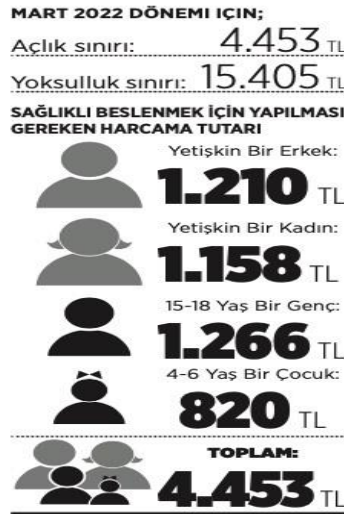 MART 2022 DÖNEMI IÇIN;
Açlık sınırı: 4.453 TL
Yoksulluk sınırı: 15.405 TL
SAĞLIKLI BESLENMEK İÇİN YAPILMASI
GEREKEN HARCAMA TUTARI
Yetişkin Bir Erkek:
1.210 TL
Yetişkin Bir Kadın:
1.158 TL
15-18 Yaş Bir Genç:
1.266 TL
4-6 Yaş Bir Çocuk:
820 TL
TOPLAM:
4.453 TL